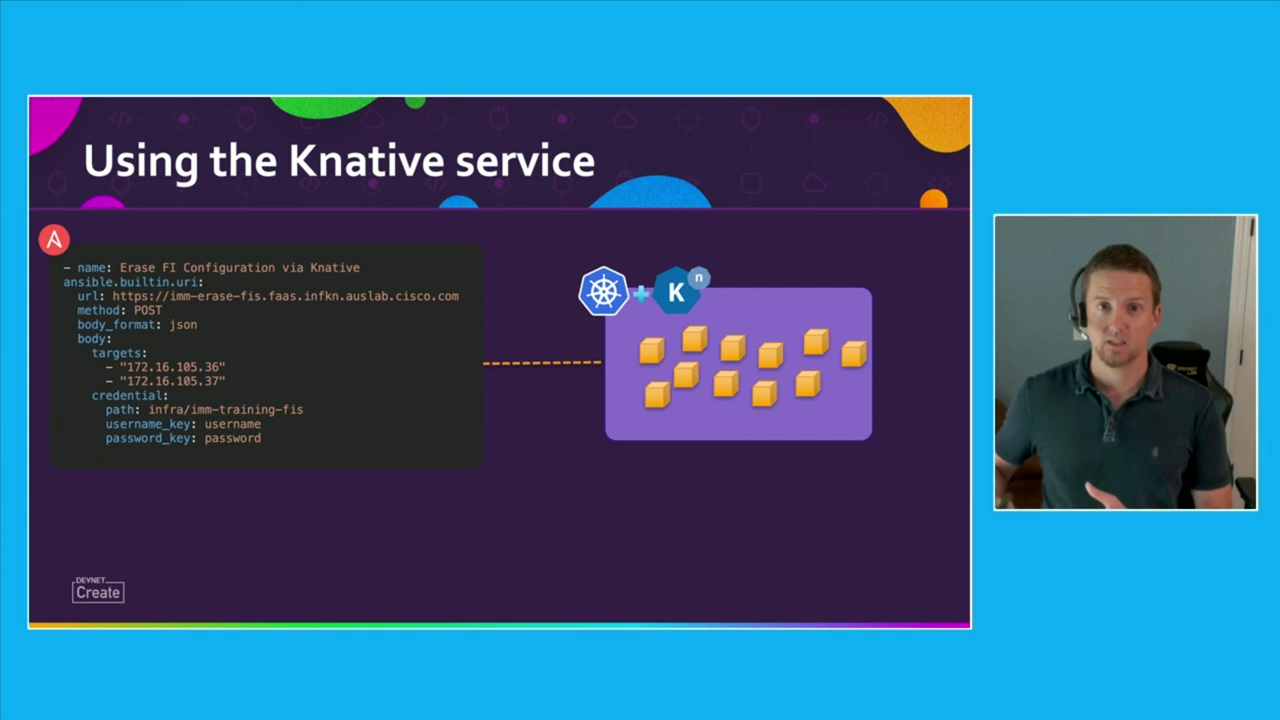 Using the Knative service
- name: Erase FI Configuration via Knative
ansible.builtin.uri:
url: https://imm-erase-fis.faas.infkn.auslab.cisco.com
method: POST
body_format: json
body:
targets:
- "172.16.105.36"
- "172.16.105.37"
credential:
path: infra/imm-training-fis
username_key: username
password_key: password
K
n
DEVNET
Create